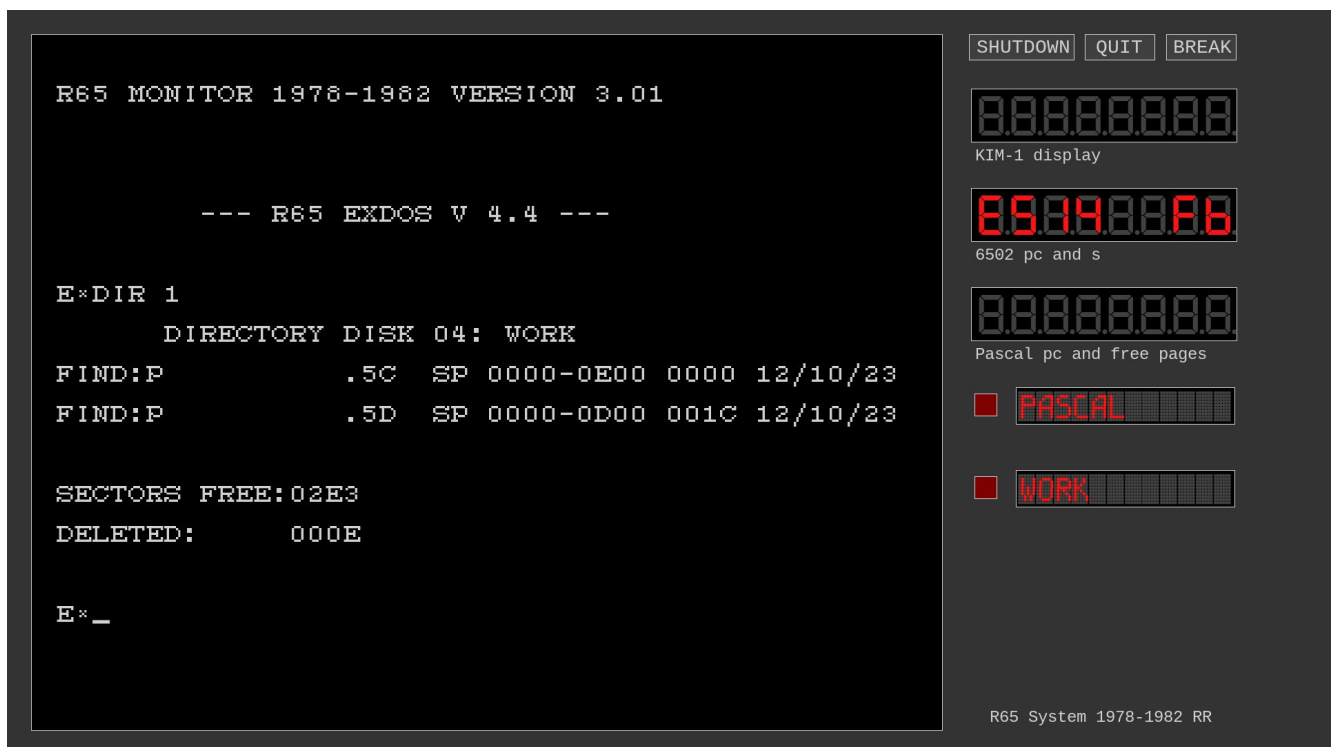 R65 MONITOR 1978-1982 VERSION 3.01
--- R65 EXDOS V 4.4 ---
E×DIR 1
DIRECTORY DISK 04: WORK
FIND:P .5C SP 0000-0E00 0000 12/10/23
FIND:P .5D SP 0000-0D00 001C 12/10/23
SECTORS FREE:02E3
DELETED: 000E
E×_
SHUTDOWN QUIT BREAK
KIM-1 display
E514 Fb
6502 pc and s
Pascal pc and free pages
PASCAL
WORK
R65 System 1978-1982 RR